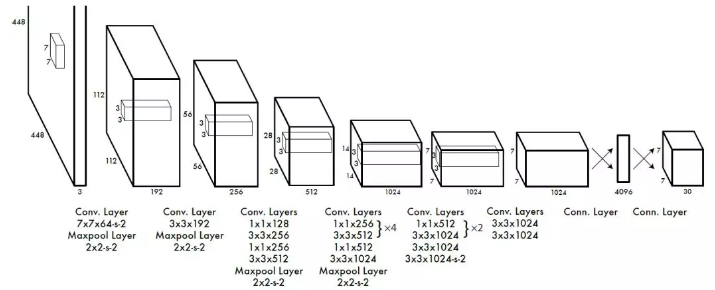 448
7
7
448
3
112
3
3
112
192
56
3
3
56
256
28
3
3
28
512
14
3
3
14
1024
7
3
3
7
1024
7
7
1024
4096
7
7
30
Conv. Layer
7x7x64-s-2
Maxpool Layer
2x2-s-2
Conv. Layer
3x3x192
Maxpool Layer
2x2-s-2
Conv. Layers
1x1x128
3x3x256
1x1x256
3x3x512
Maxpool Layer
2x2-s-2
Conv. Layers
1x1x256
3x3x512 } ×4
1x1x512
3x3x1024
Maxpool Layer
2x2-s-2
Conv. Layers
1x1x512
3x3x1024 } ×2
3x3x1024
3x3x1024-s-2
Conv. Layers
3x3x1024
3x3x1024
Conn. Layer
Conn. Layer